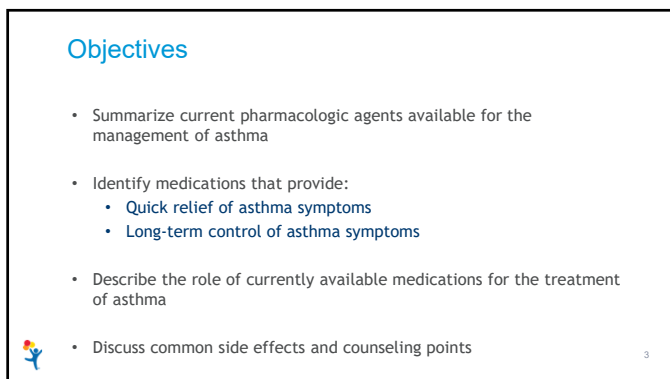 Objectives
• Summarize current pharmacologic agents available for the
management of asthma
• Identify medications that provide:
• Quick relief of asthma symptoms
• Long-term control of asthma symptoms
• Describe the role of currently available medications for the treatment
of asthma
• Discuss common side effects and counseling points
3